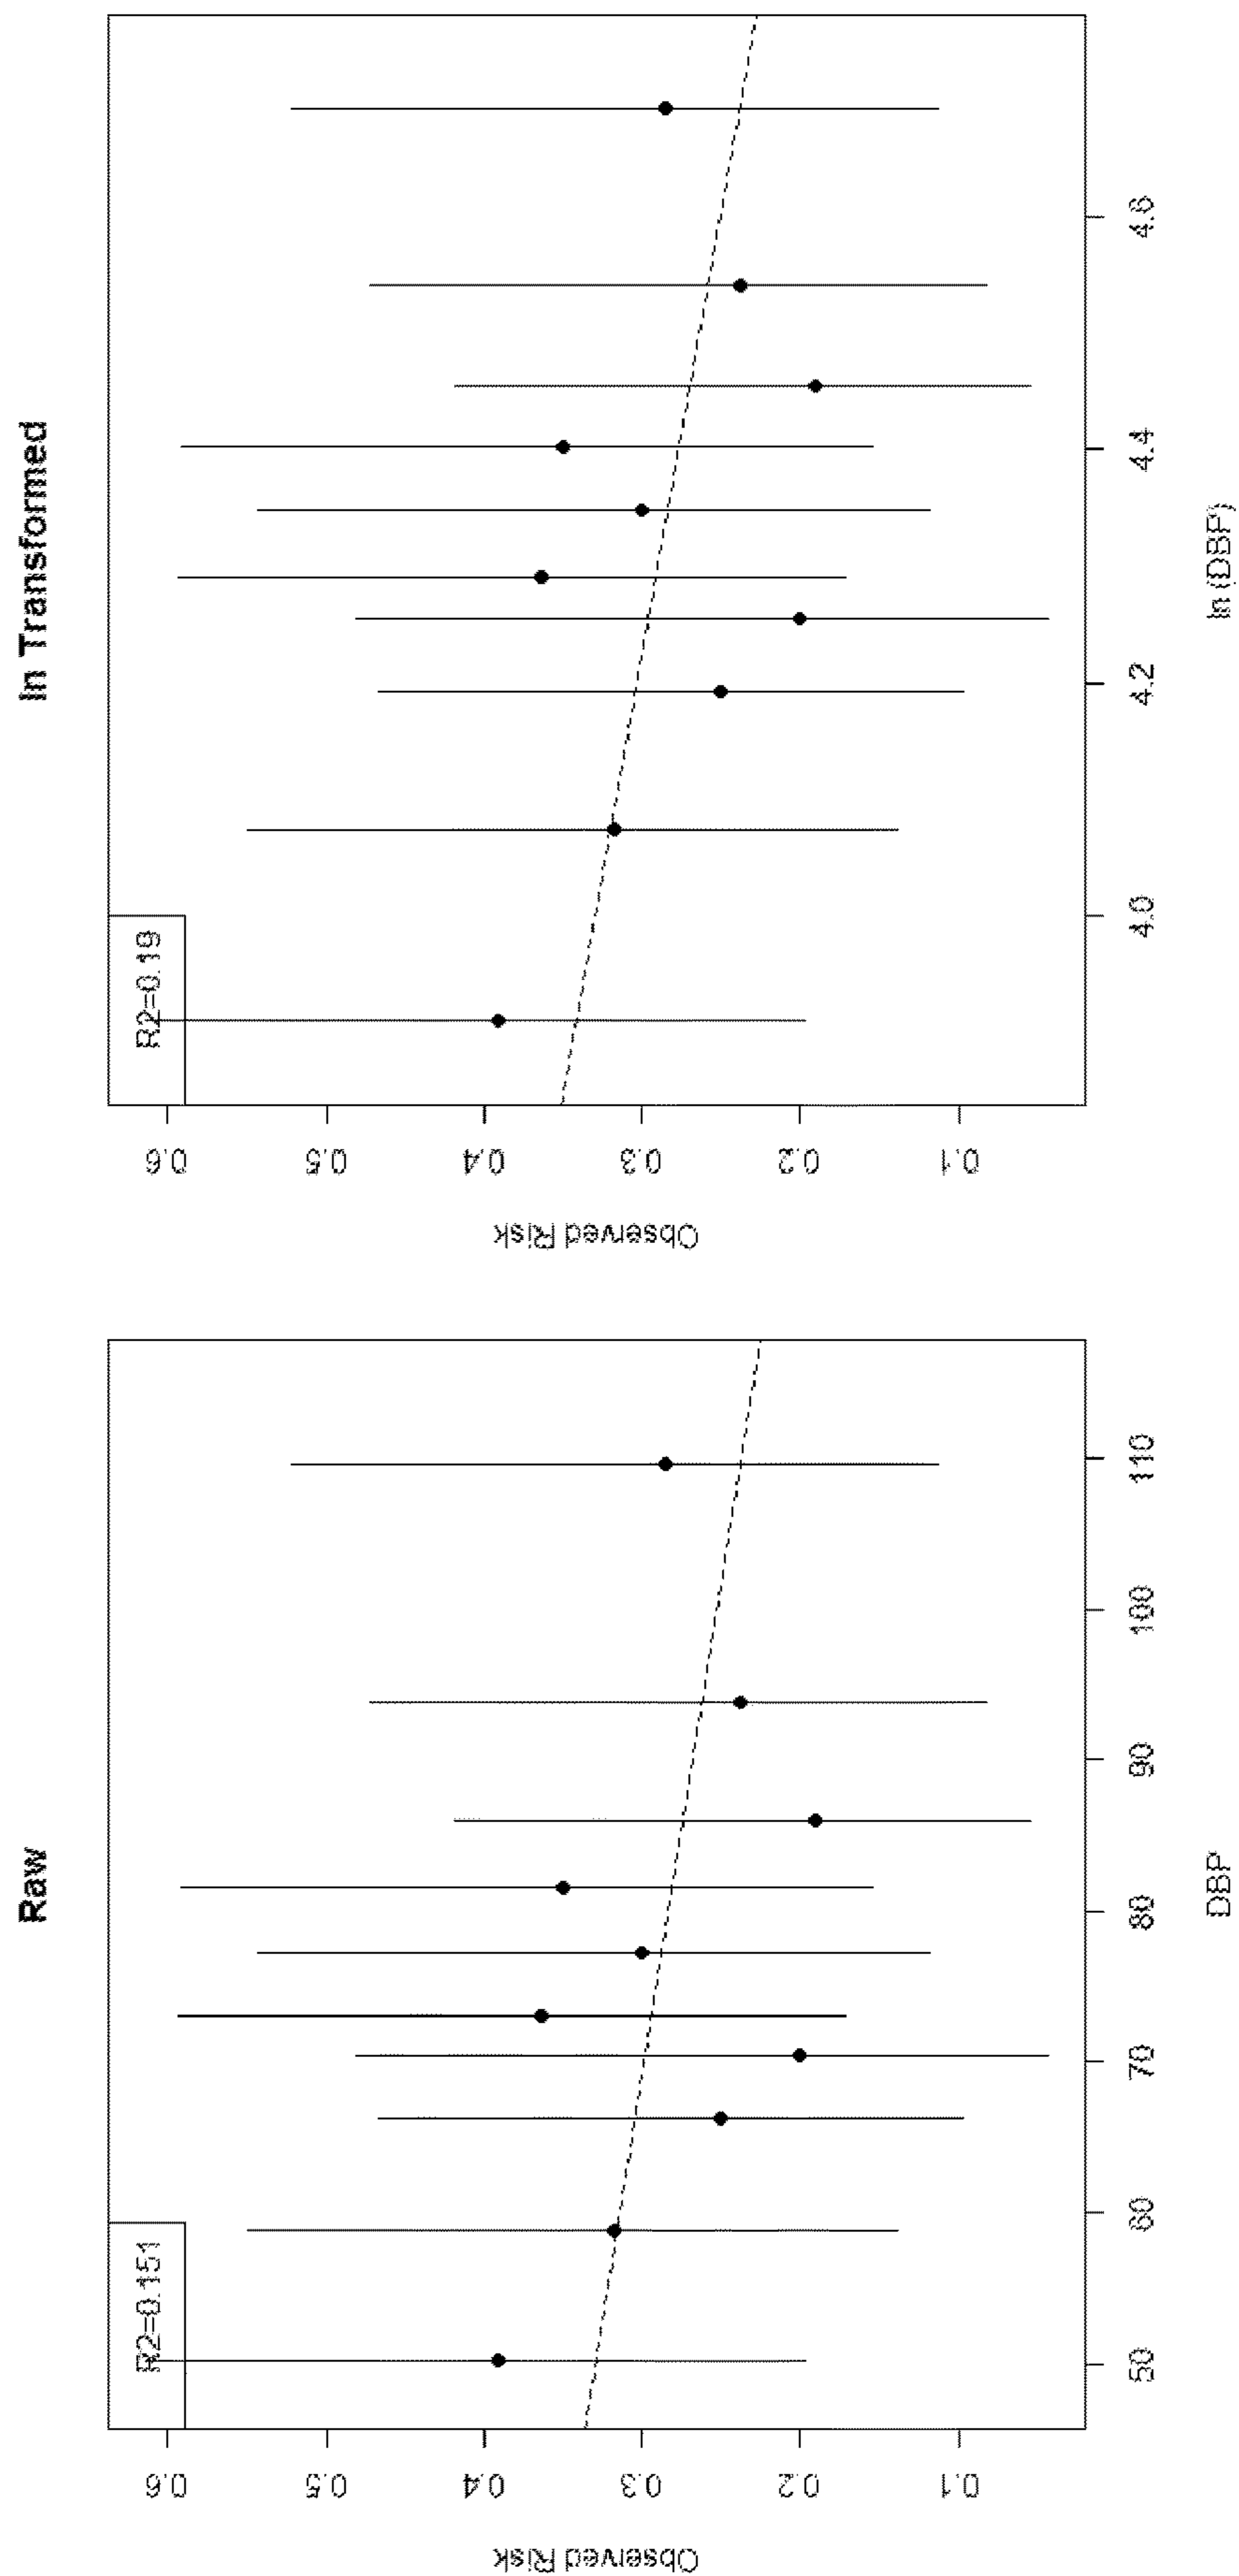 Raw
R2=0.151
Observed Risk
0.6
0.5
0.4
0.3
0.2
0.1
50
60
70
80
90
100
110
DBP
ln Transformed
R2=0.19
Observed Risk
0.6
0.5
0.4
0.3
0.2
0.1
4.0
4.2
4.4
4.6
ln (DBP)